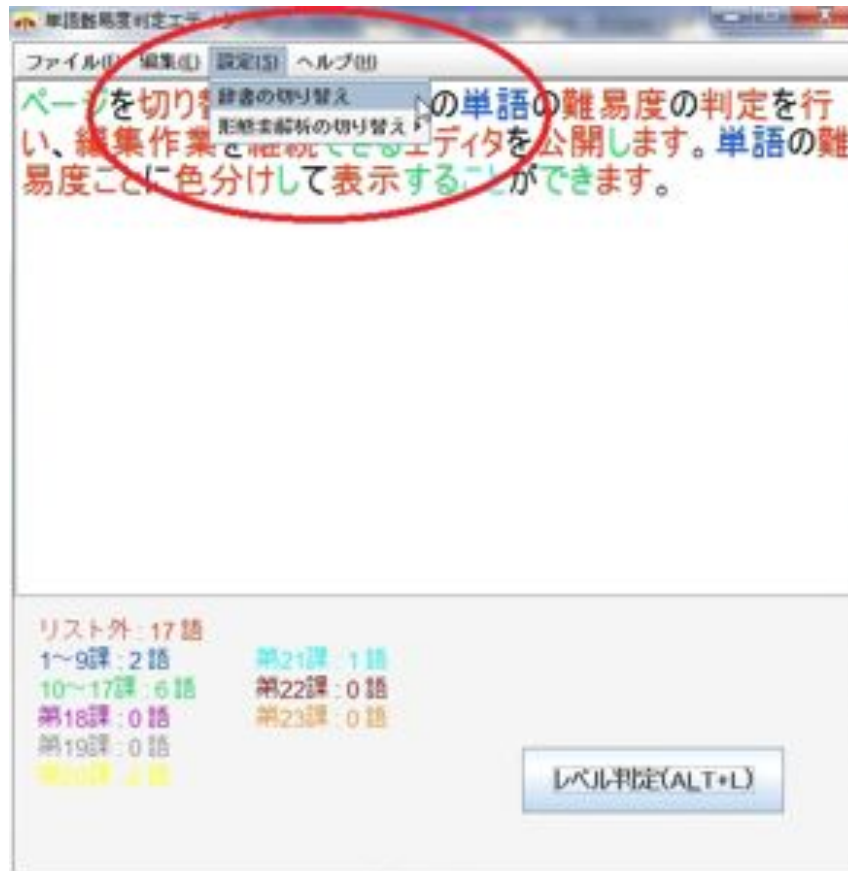 単語難易度判定エディタ
ファイル(F) 編集(E) 設定(S) ヘルプ(H)
辞書の切り替え
形態素解析の切り替え
ページを切り の単語の難易度の判定を行
い、編集作業を継続できるエディタを公開します。単語の難
易度ごとに色分けして表示することができます。
リスト外 : 17 語
1～9課 : 2 語
10～17課 : 6 語
第18課 : 0 語
第19課 : 0 語
第20課 : 2 語
第21課 : 1 語
第22課 : 0 語
第23課 : 0 語
レベル判定(ALT+L)